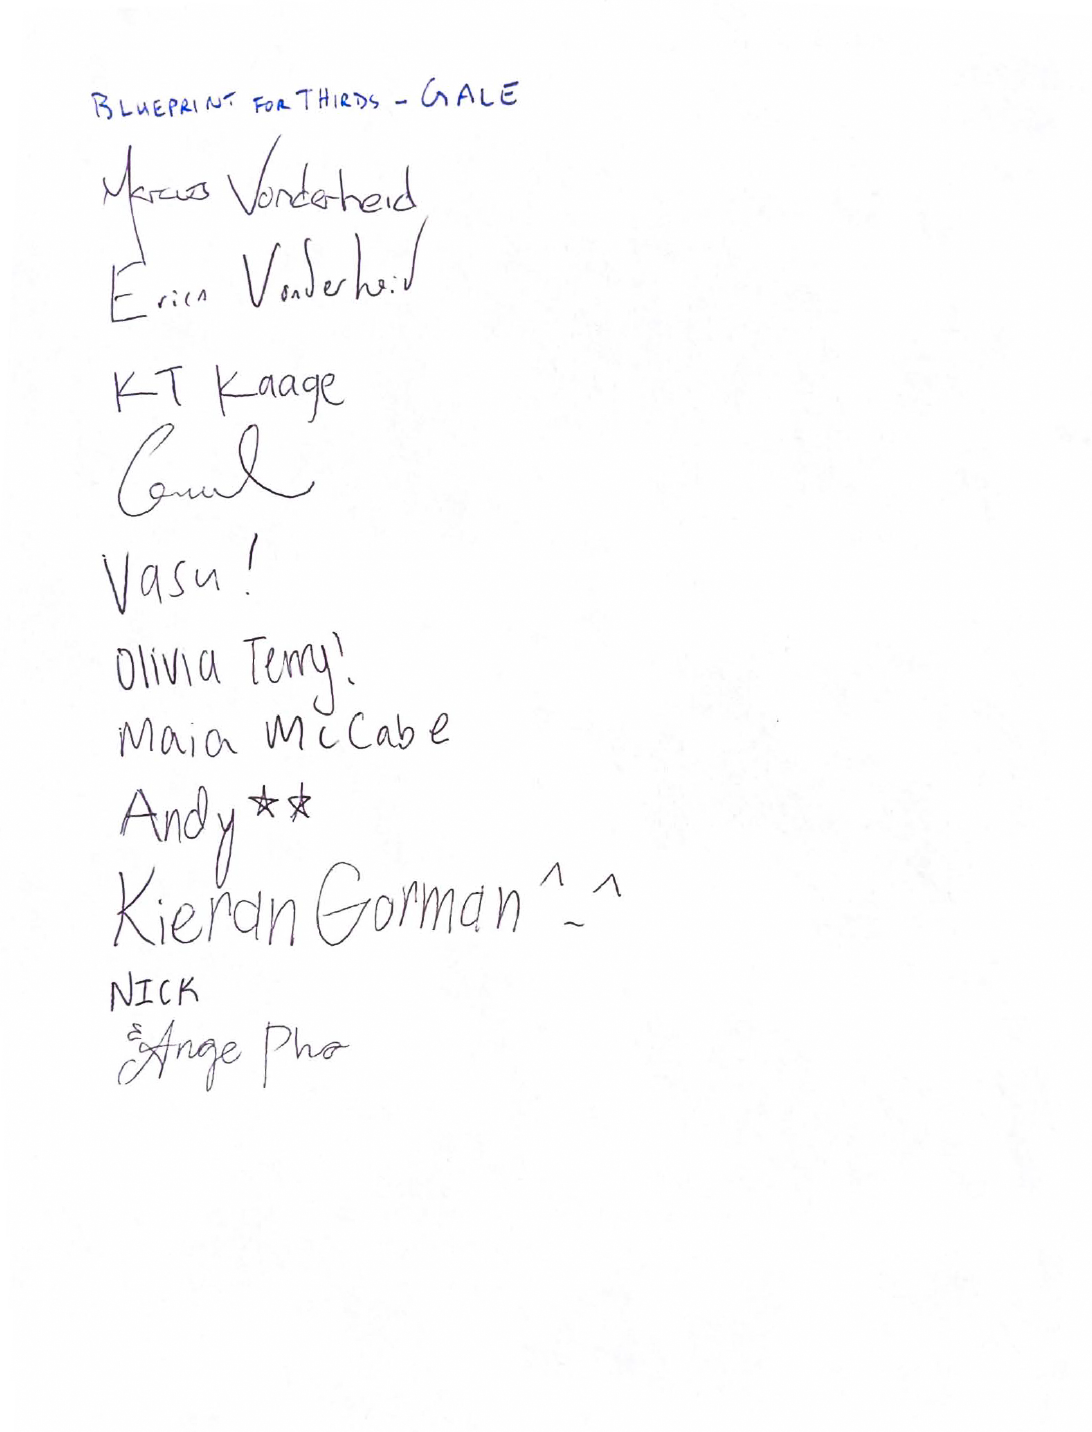 BLUEPRINT FOR THIRDS - GALE
Marcus Vonderheid
Erica Vonderheid
KT Kaage
Vasu!
Olivia Terry!
Maia McCabe
Andy☆☆
Kieran Gorman ^_^
NICK
& Ange Pho